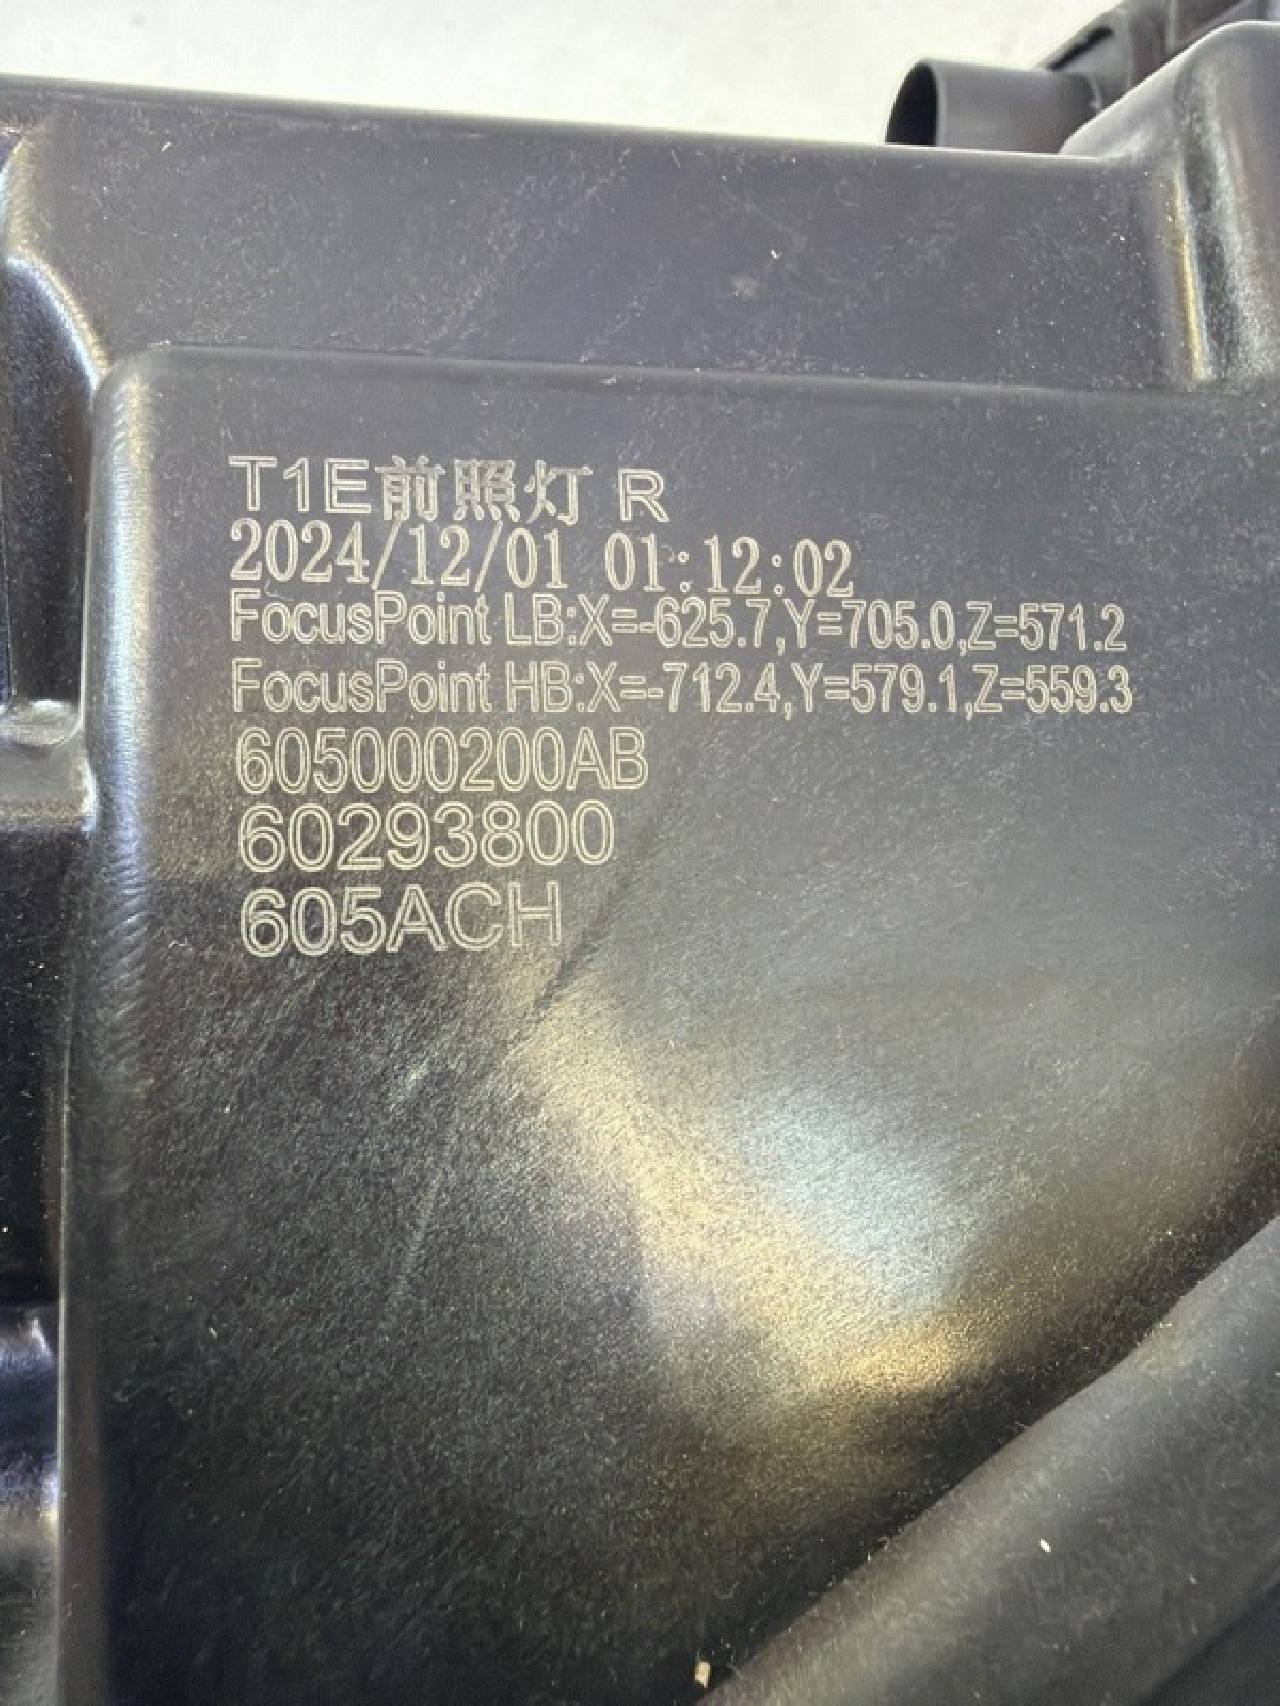 T1E前照灯 R
2024/12/01 01:12:02
FocusPoint LB:X=-625.7,Y=705.0,Z=571.2
FocusPoint HB:X=-712.4,Y=579.1,Z=559.3
605000200AB
60293800
605ACH